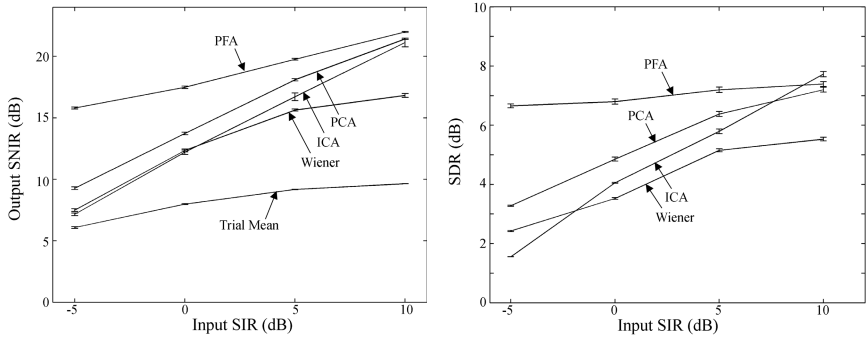 Output SNIR (dB)
20
15
10
5
0
PFA
PCA
ICA
Wiener
Trial Mean
-5
0
5
10
Input SIR (dB)
SDR (dB)
10
8
6
4
2
0
PFA
PCA
ICA
Wiener
-5
0
5
10
Input SIR (dB)